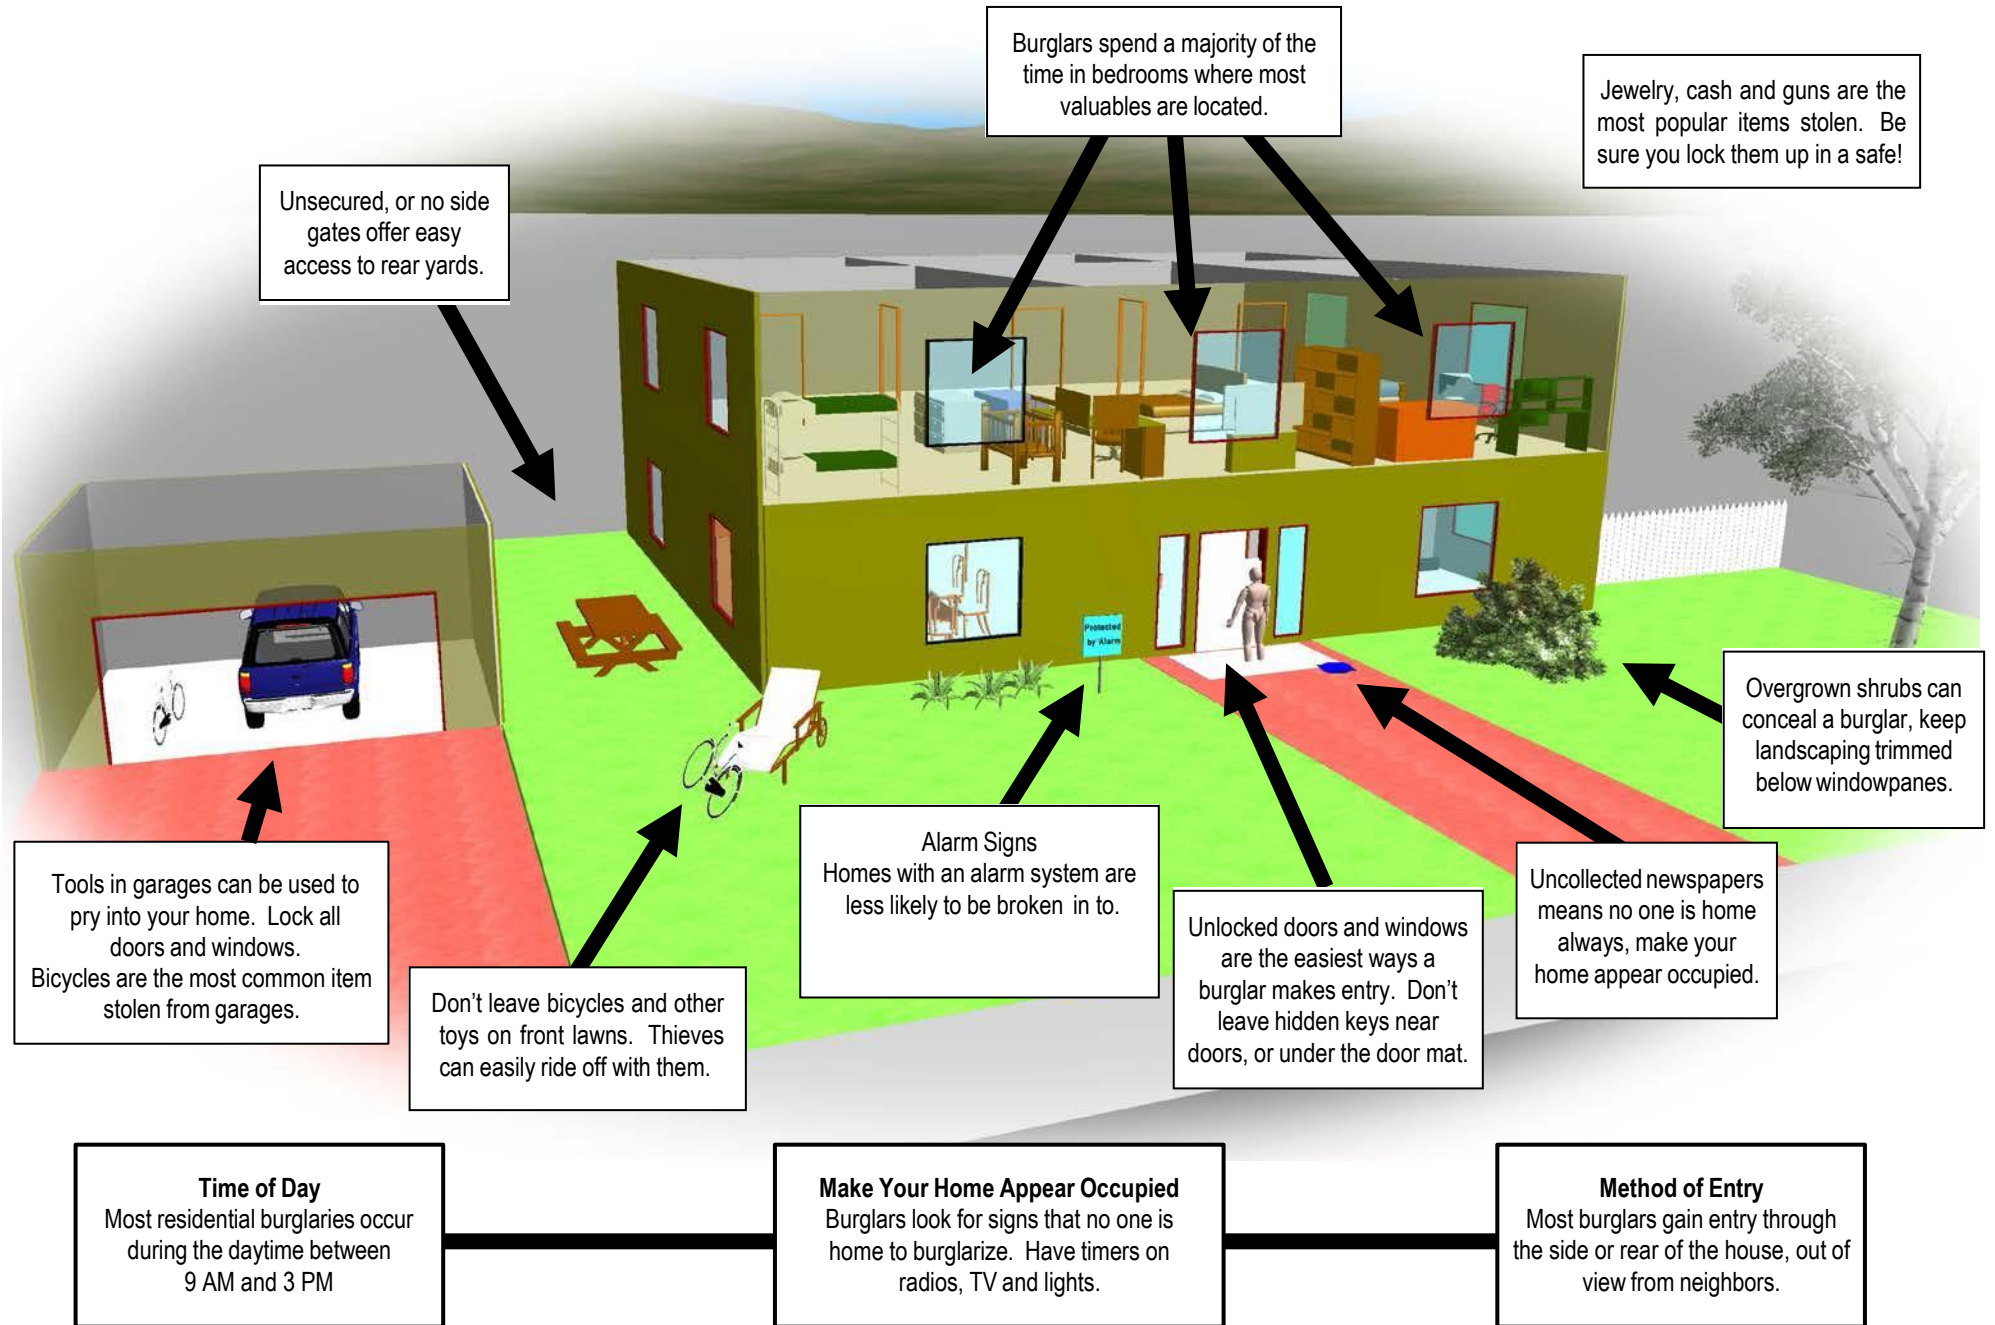 Burglars spend a majority of the
time in bedrooms where most
valuables are located.
Jewelry, cash and guns are the
most popular items stolen. Be
sure you lock them up in a safe!
Unsecured, or no side
gates offer easy
access to rear yards.
Protected
by Alarm
Overgrown shrubs can
conceal a burglar, keep
landscaping trimmed
below windowpanes.
Tools in garages can be used to
pry into your home. Lock all
doors and windows.
Bicycles are the most common item
stolen from garages.
Don't leave bicycles and other
toys on front lawns. Thieves
can easily ride off with them.
Alarm Signs
Homes with an alarm system are
less likely to be broken in to.
Unlocked doors and windows
are the easiest ways a
burglar makes entry. Don't
leave hidden keys near
doors, or under the door mat.
Uncollected newspapers
means no one is home
always, make your
home appear occupied.
Time of Day
Most residential burglaries occur
during the daytime between
9 AM and 3 PM
Make Your Home Appear Occupied
Burglars look for signs that no one is
home to burglarize. Have timers on
radios, TV and lights.
Method of Entry
Most burglars gain entry through
the side or rear of the house, out of
view from neighbors.